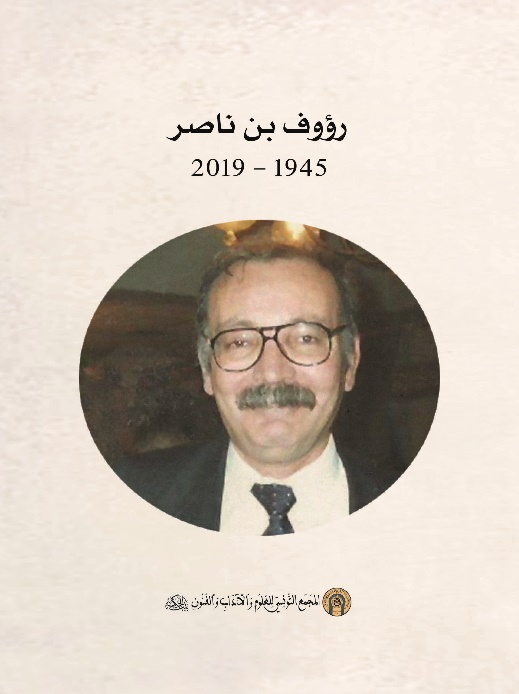 رؤوف بن ناصر
1945 – 2019
المجمع التونسي للعلوم والآداب والفنون